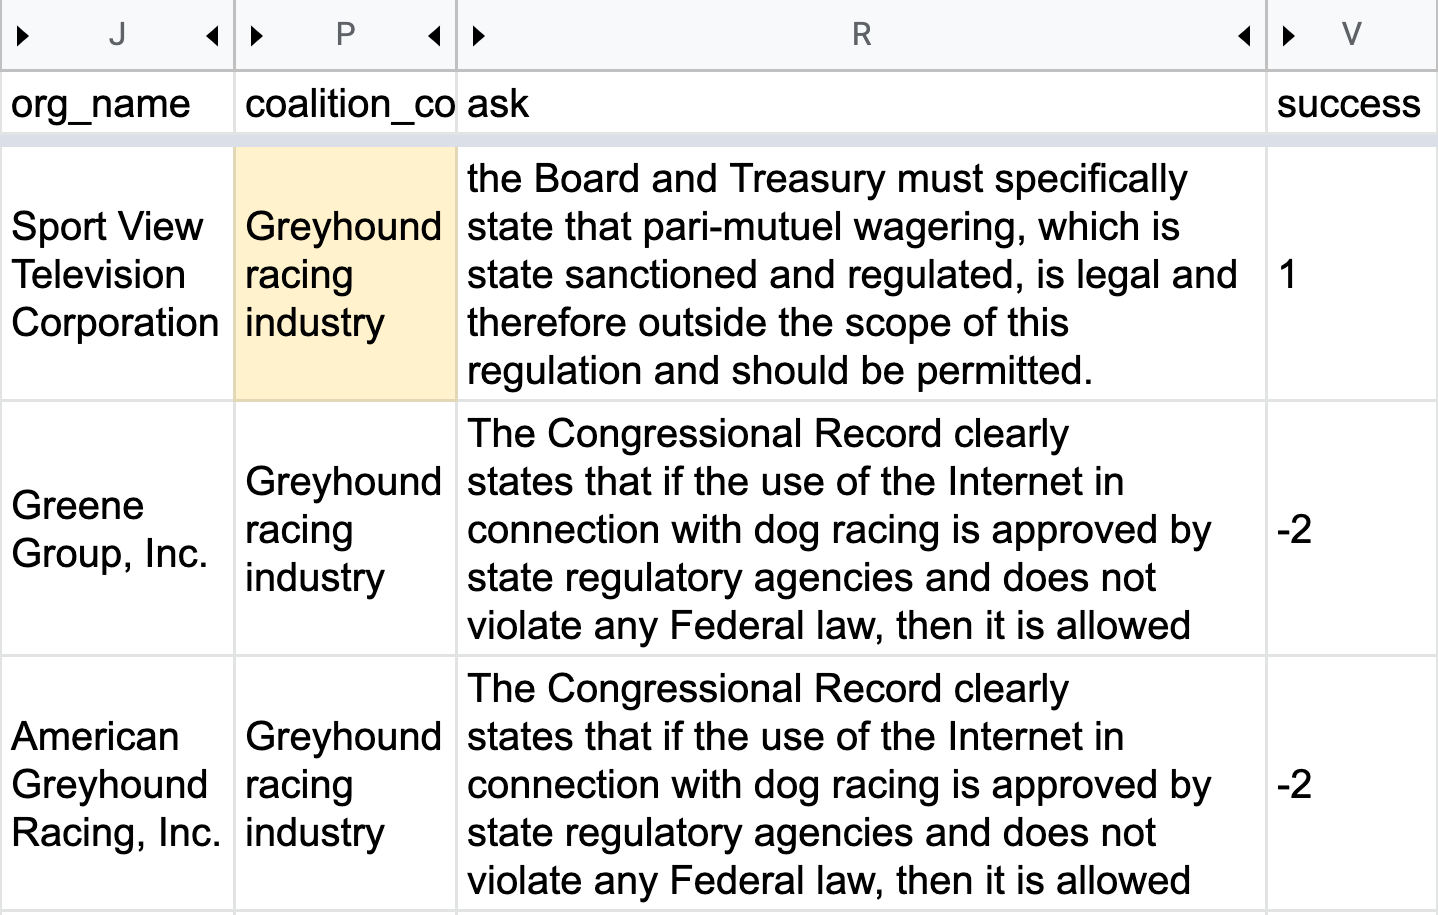 J P R V
org_name coalition_co ask success
Sport View
Television
Corporation
Greyhound
racing
industry
the Board and Treasury must specifically
state that pari-mutuel wagering, which is
state sanctioned and regulated, is legal and
therefore outside the scope of this
regulation and should be permitted.
1
Greene
Group, Inc.
Greyhound
racing
industry
The Congressional Record clearly
states that if the use of the Internet in
connection with dog racing is approved by
state regulatory agencies and does not
violate any Federal law, then it is allowed
-2
American
Greyhound
Racing, Inc.
Greyhound
racing
industry
The Congressional Record clearly
states that if the use of the Internet in
connection with dog racing is approved by
state regulatory agencies and does not
violate any Federal law, then it is allowed
-2